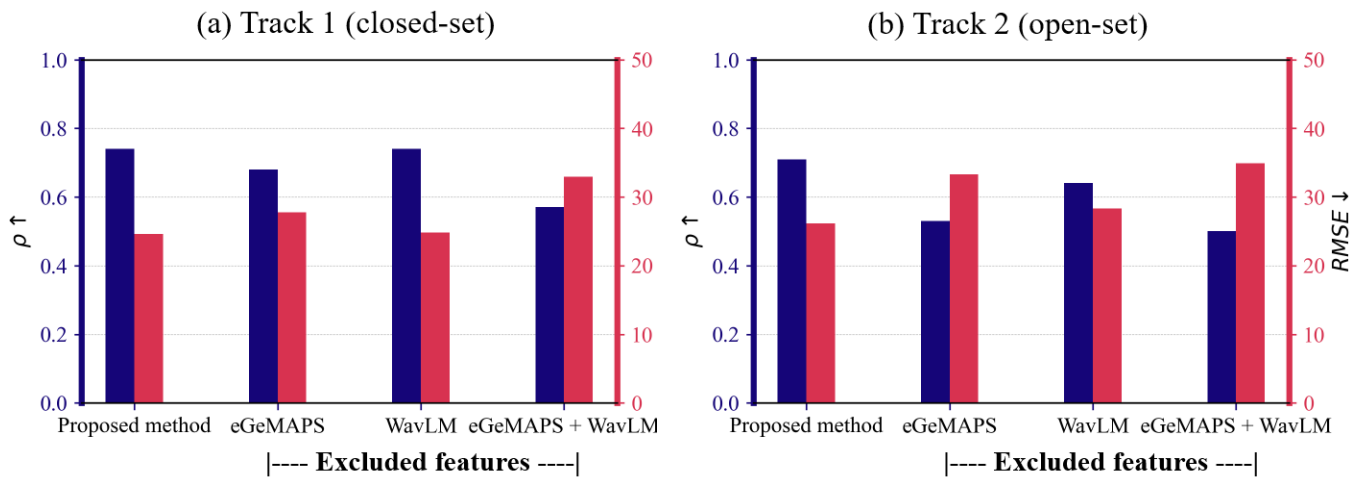 (a) Track 1 (closed-set)
1.0
0.8
0.6
0.4
0.2
0.0
ρ↑
50
40
30
20
10
0
Proposed method
eGeMAPS
WavLM
eGeMAPS + WavLM
|---- Excluded features ----|
(b) Track 2 (open-set)
1.0
0.8
0.6
0.4
0.2
0.0
ρ↑
50
40
30
20
10
0
RMSE↓
Proposed method
eGeMAPS
WavLM
eGeMAPS + WavLM
|---- Excluded features ----|